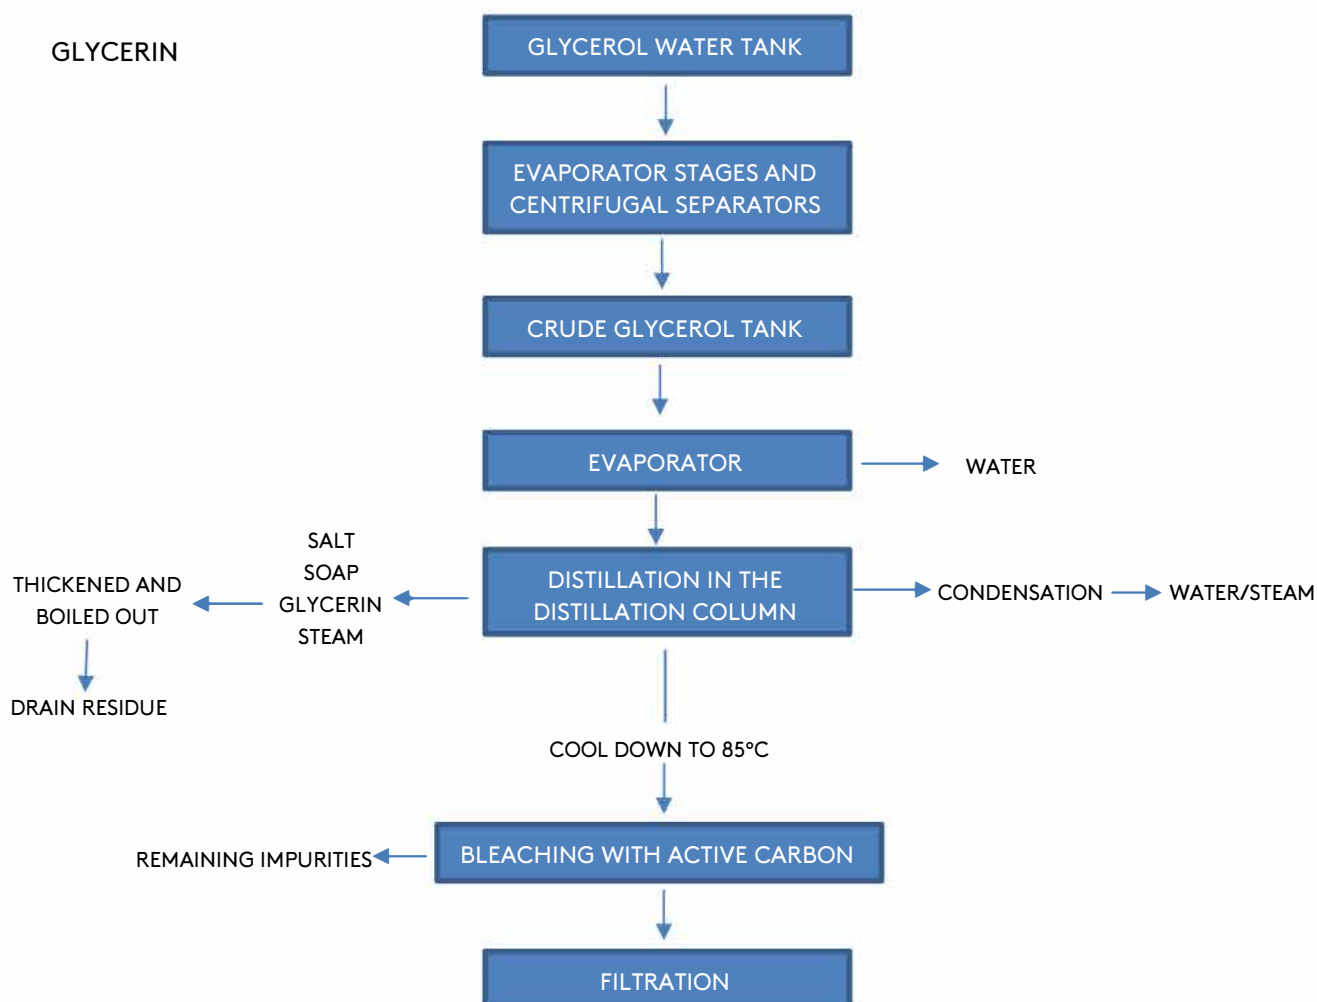 GLYCERIN
GLYCEROL WATER TANK
EVAPORATOR STAGES AND
CENTRIFUGAL SEPARATORS
CRUDE GLYCEROL TANK
EVAPORATOR
WATER
DISTILLATION IN THE
DISTILLATION COLUMN
SALT
SOAP
GLYCERIN
STEAM
THICKENED AND
BOILED OUT
DRAIN RESIDUE
CONDENSATION
WATER/STEAM
COOL DOWN TO 85°C
BLEACHING WITH ACTIVE CARBON
REMAINING IMPURITIES
FILTRATION